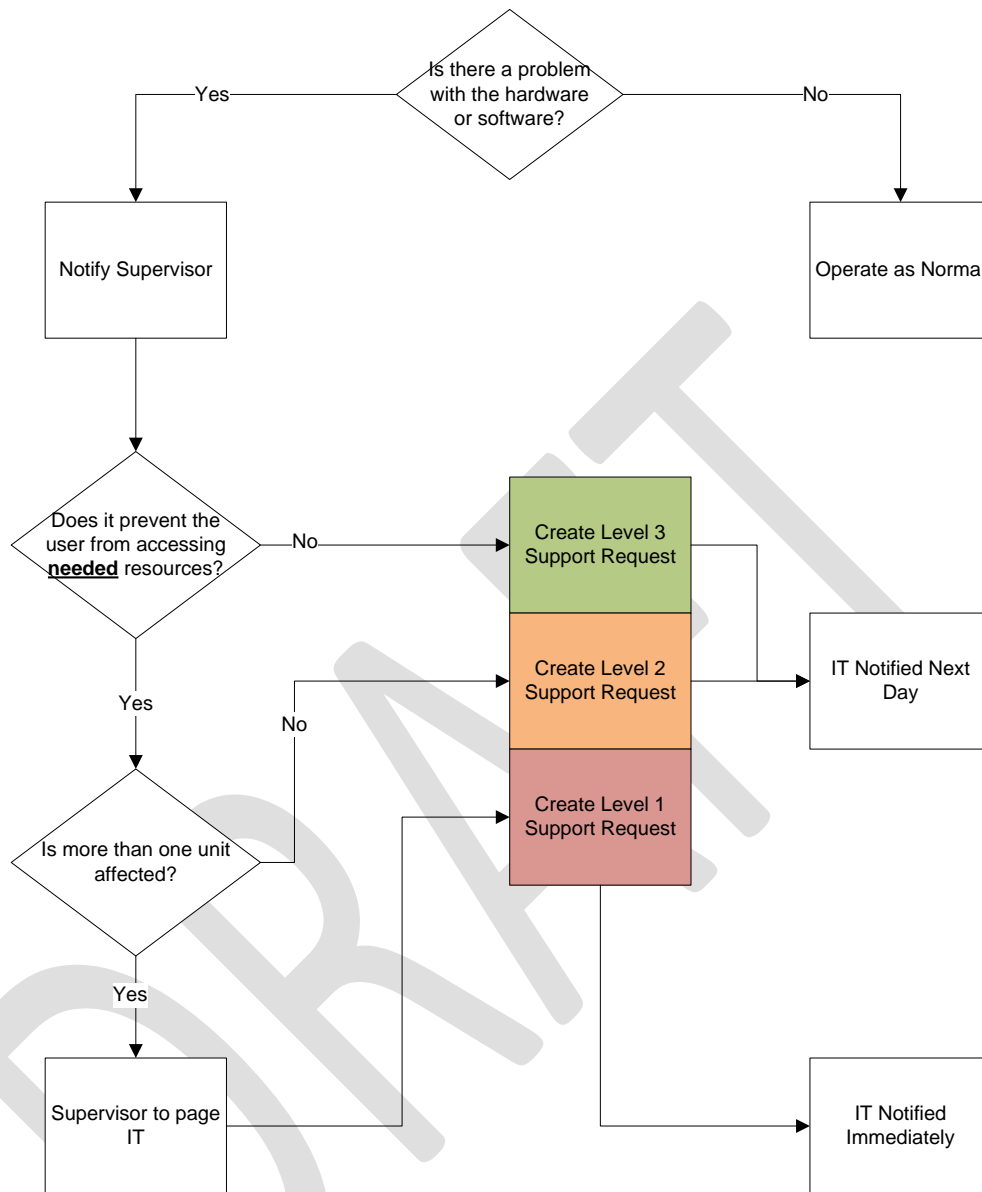 Is there a problem
with the hardware
or software?
Yes
No
Notify Supervisor
Operate as Norma
Does it prevent the
user from accessing
needed resources?
No
Create Level 3
Support Request
Create Level 2
Support Request
IT Notified Next
Day
Yes
No
Create Level 1
Support Request
Is more than one unit
affected?
Yes
Supervisor to page
IT
IT Notified
Immediately
DRAFT